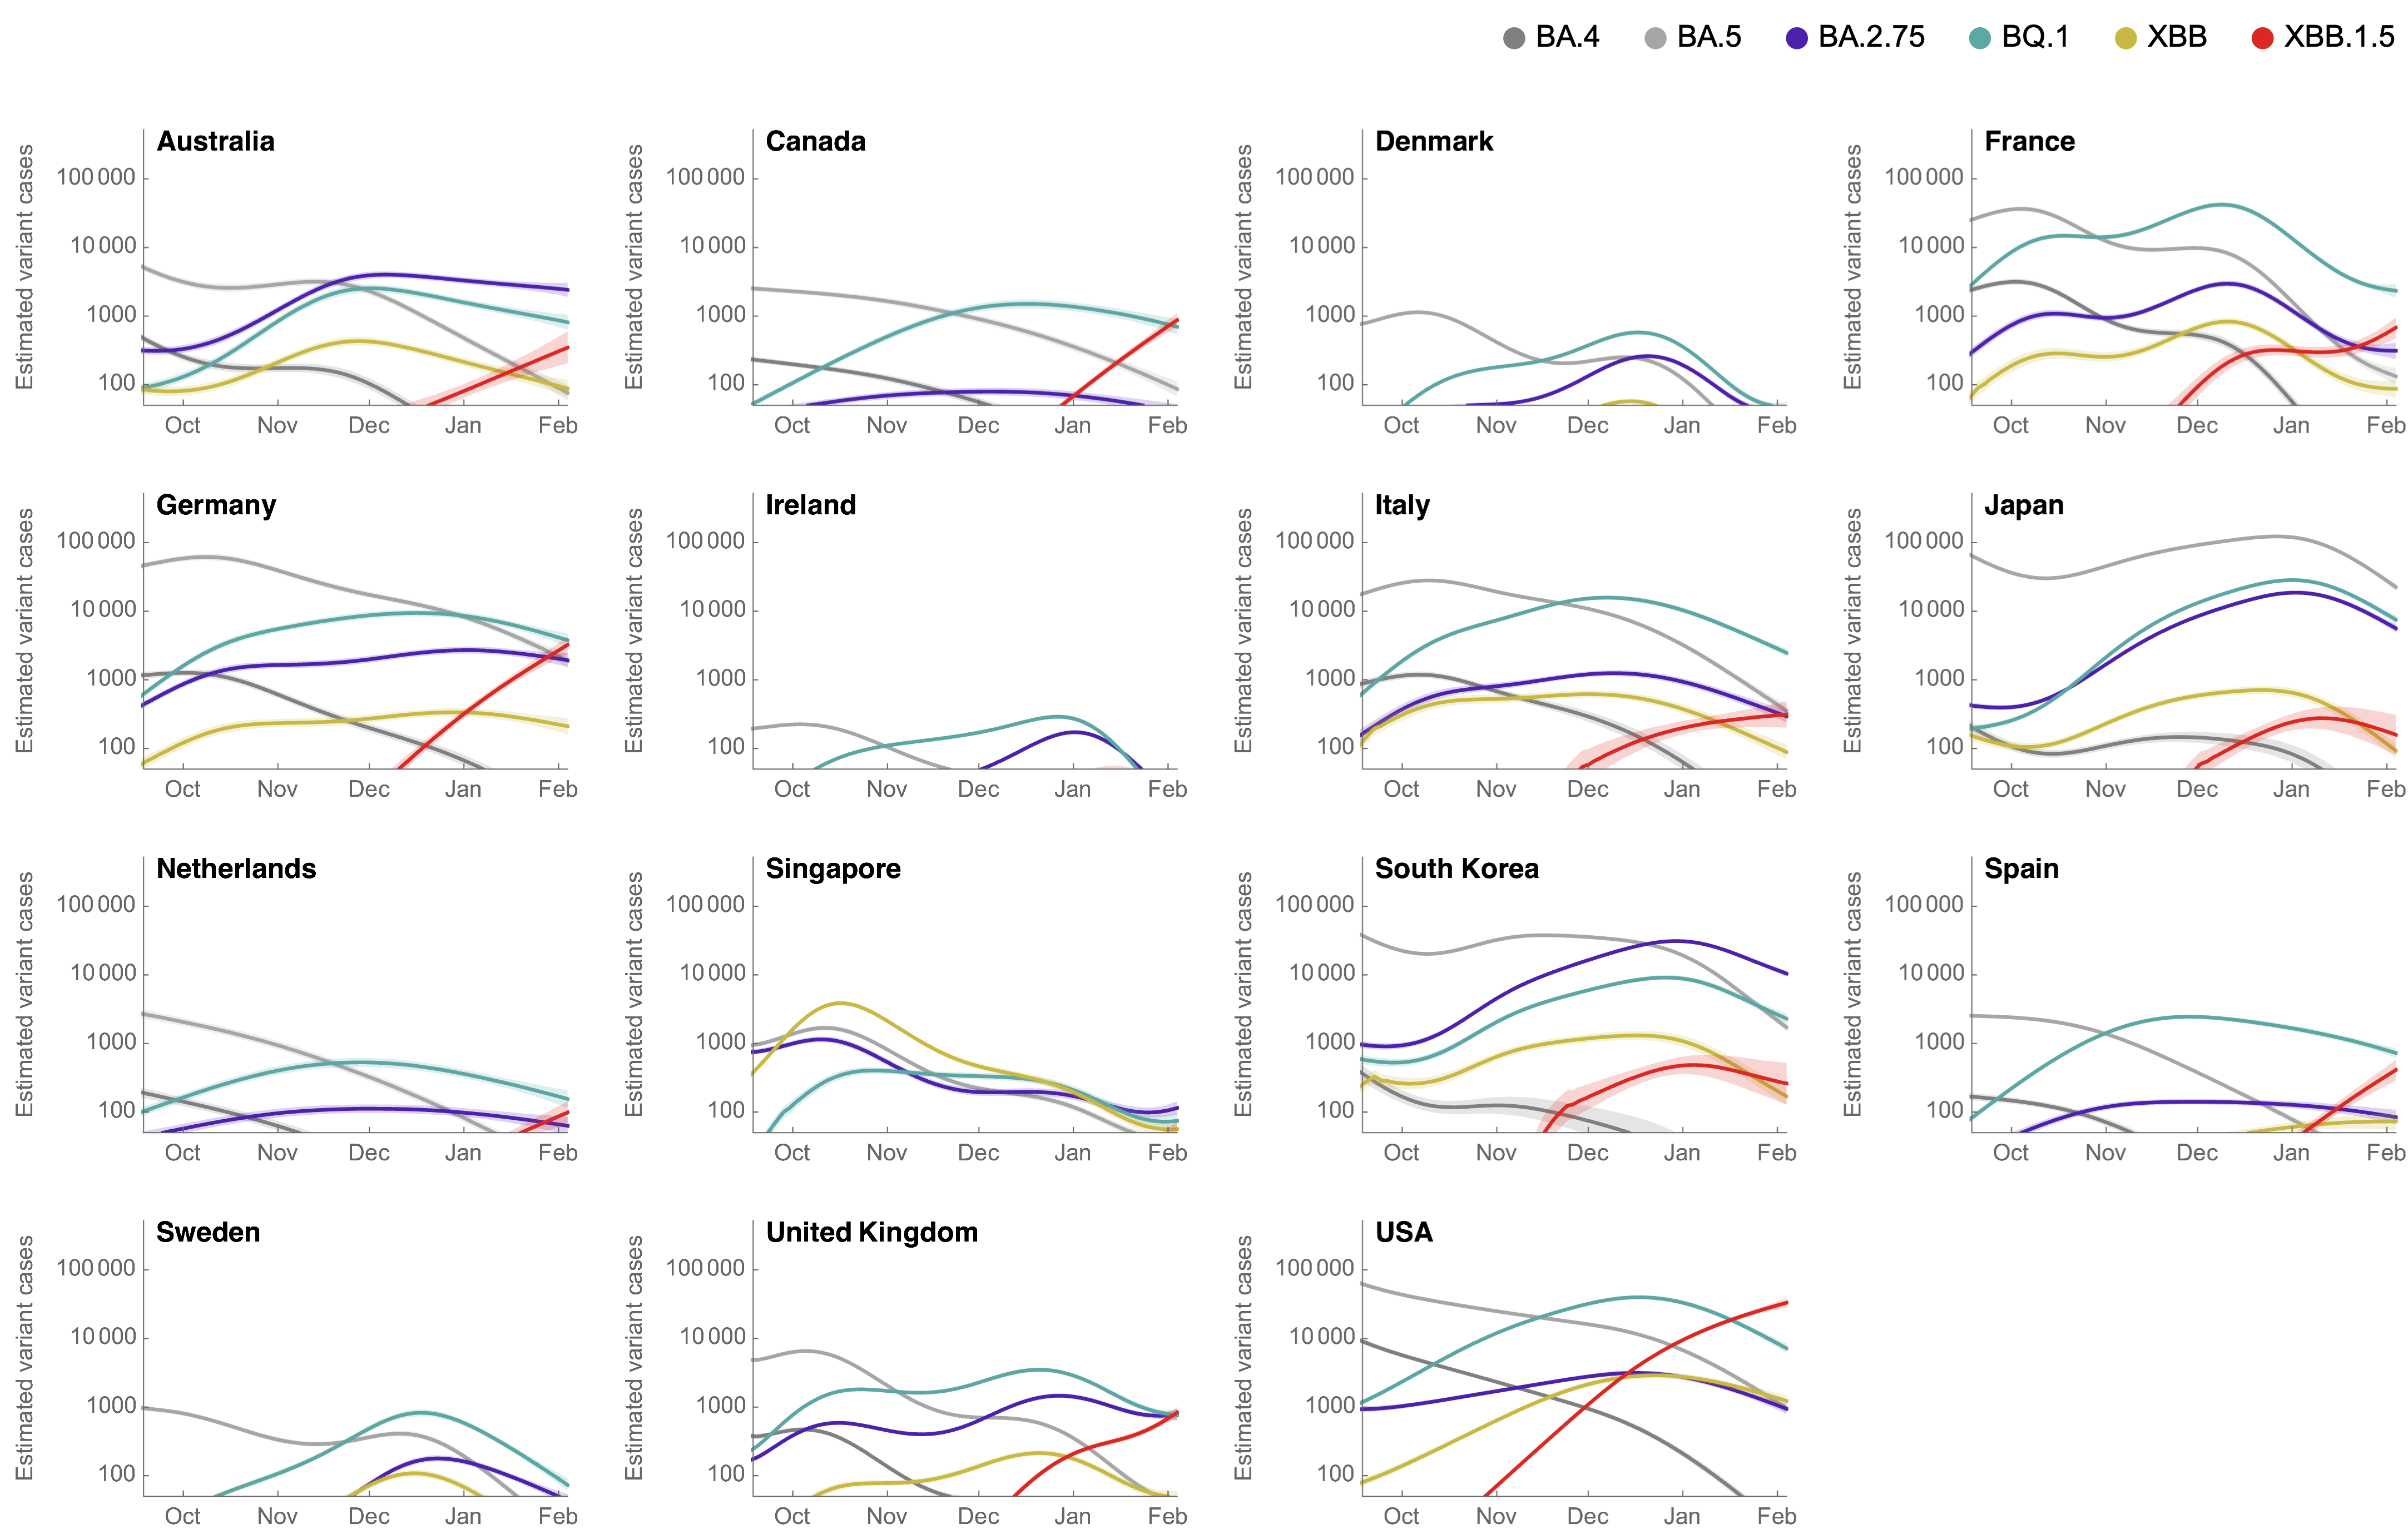 BA.4 BA.5 BA.2.75 BQ.1 XBB XBB.1.5
Australia
Estimated variant cases
100 000
10 000
1000
100
Oct Nov Dec Jan Feb
Canada
Estimated variant cases
100 000
10 000
1000
100
Oct Nov Dec Jan Feb
Denmark
Estimated variant cases
100 000
10 000
1000
100
Oct Nov Dec Jan Feb
France
Estimated variant cases
100 000
10 000
1000
100
Oct Nov Dec Jan Feb
Germany
Estimated variant cases
100 000
10 000
1000
100
Oct Nov Dec Jan Feb
Ireland
Estimated variant cases
100 000
10 000
1000
100
Oct Nov Dec Jan Feb
Italy
Estimated variant cases
100 000
10 000
1000
100
Oct Nov Dec Jan Feb
Japan
Estimated variant cases
100 000
10 000
1000
100
Oct Nov Dec Jan Feb
Netherlands
Estimated variant cases
100 000
10 000
1000
100
Oct Nov Dec Jan Feb
Singapore
Estimated variant cases
100 000
10 000
1000
100
Oct Nov Dec Jan Feb
South Korea
Estimated variant cases
100 000
10 000
1000
100
Oct Nov Dec Jan Feb
Spain
Estimated variant cases
100 000
10 000
1000
100
Oct Nov Dec Jan Feb
Sweden
Estimated variant cases
100 000
10 000
1000
100
Oct Nov Dec Jan Feb
United Kingdom
Estimated variant cases
100 000
10 000
1000
100
Oct Nov Dec Jan Feb
USA
Estimated variant cases
100 000
10 000
1000
100
Oct Nov Dec Jan Feb